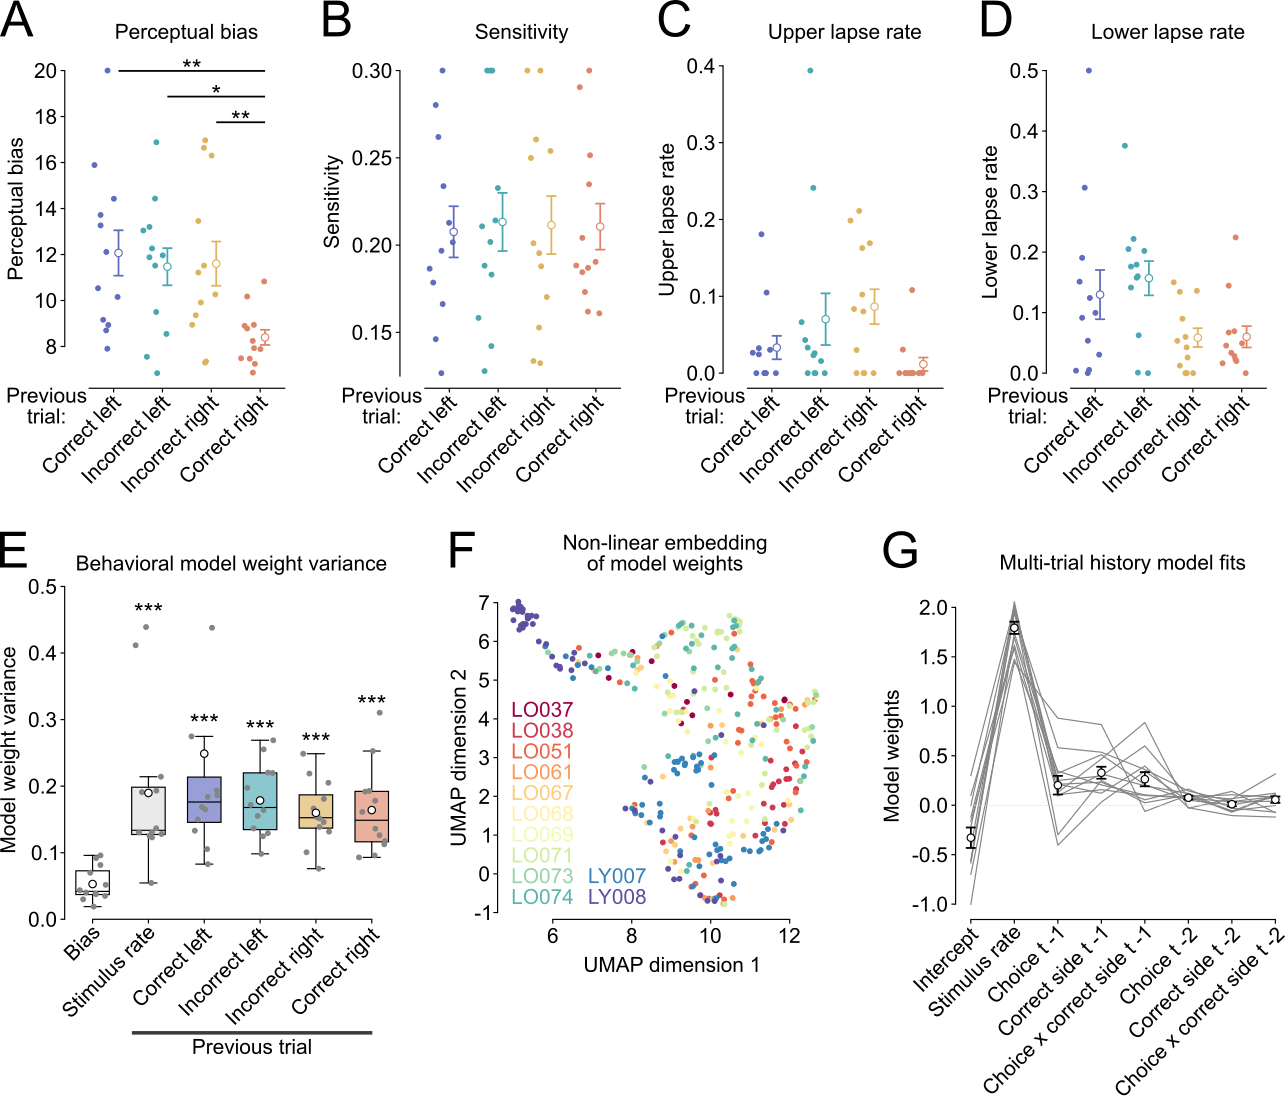 A
Perceptual bias
**
*
**
Perceptual bias
20
18
16
14
12
10
8
Previous
trial:
Correct left
Incorrect left
Incorrect right
Correct right
B
Sensitivity
Sensitivity
0.30
0.25
0.20
0.15
Previous
trial:
Correct left
Incorrect left
Incorrect right
Correct right
C
Upper lapse rate
Upper lapse rate
0.4
0.3
0.2
0.1
0.0
Previous
trial:
Correct left
Incorrect left
Incorrect right
Correct right
D
Lower lapse rate
Lower lapse rate
0.5
0.4
0.3
0.2
0.1
0.0
Previous
trial:
Correct left
Incorrect left
Incorrect right
Correct right
E
Behavioral model weight variance
Model weight variance
0.5
0.4
0.3
0.2
0.1
0.0
***
***
***
***
***
Bias
Stimulus rate
Correct left
Incorrect left
Incorrect right
Correct right
Previous trial
F
Non-linear embedding
of model weights
UMAP dimension 2
7
6
5
4
3
2
1
0
-1
LO037
LO038
LO051
LO061
LO067
LO068
LO069
LO071
LO073 LY007
LO074 LY008
6 8 10 12
UMAP dimension 1
G
Multi-trial history model fits
Model weights
2.0
1.5
1.0
0.5
0.0
-0.5
-1.0
Intercept
Stimulus rate
Choice t -1
Correct side t -1
Choice x correct side t -1
Choice t -2
Correct side t -2
Choice x correct side t -2